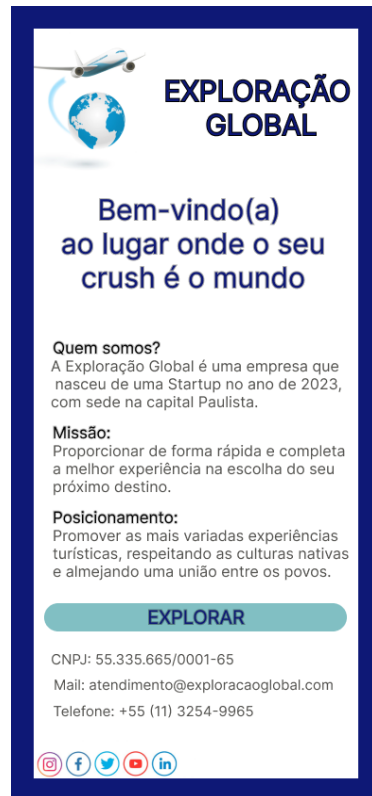 EXPLORAÇÃO
GLOBAL
Bem-vindo(a)
ao lugar onde o seu
crush é o mundo
Quem somos?
A Exploração Global é uma empresa que
nasceu de uma Startup no ano de 2023,
com sede na capital Paulista.
Missão:
Proporcionar de forma rápida e completa
a melhor experiência na escolha do seu
próximo destino.
Posicionamento:
Promover as mais variadas experiências
turísticas, respeitando as culturas nativas
e almejando uma união entre os povos.
EXPLORAR
CNPJ: 55.335.665/0001-65
Mail: atendimento@exploracaoglobal.com
Telefone: +55 (11) 3254-9965